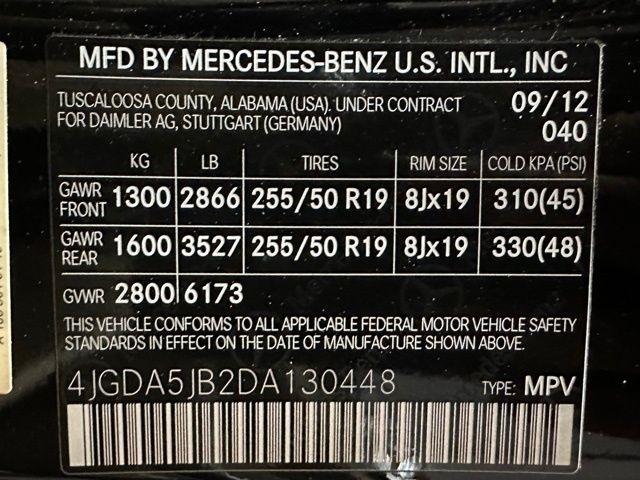 MFD BY MERCEDES-BENZ U.S. INTL., INC
TUSCALOOSA COUNTY, ALABAMA (USA). UNDER CONTRACT 09/12
FOR DAIMLER AG, STUTTGART (GERMANY) 040
KG LB TIRES RIM SIZE COLD KPA (PSI)
GAWR FRONT 1300 2866 255/50 R19 8Jx19 310(45)
GAWR REAR 1600 3527 255/50 R19 8Jx19 330(48)
GVWR 2800 6173
THIS VEHICLE CONFORMS TO ALL APPLICABLE FEDERAL MOTOR VEHICLE SAFETY
STANDARDS IN EFFECT ON THE DATE OF MANUFACTURE SHOWN ABOVE.
4JGDA5JB2DA130448 TYPE: MPV